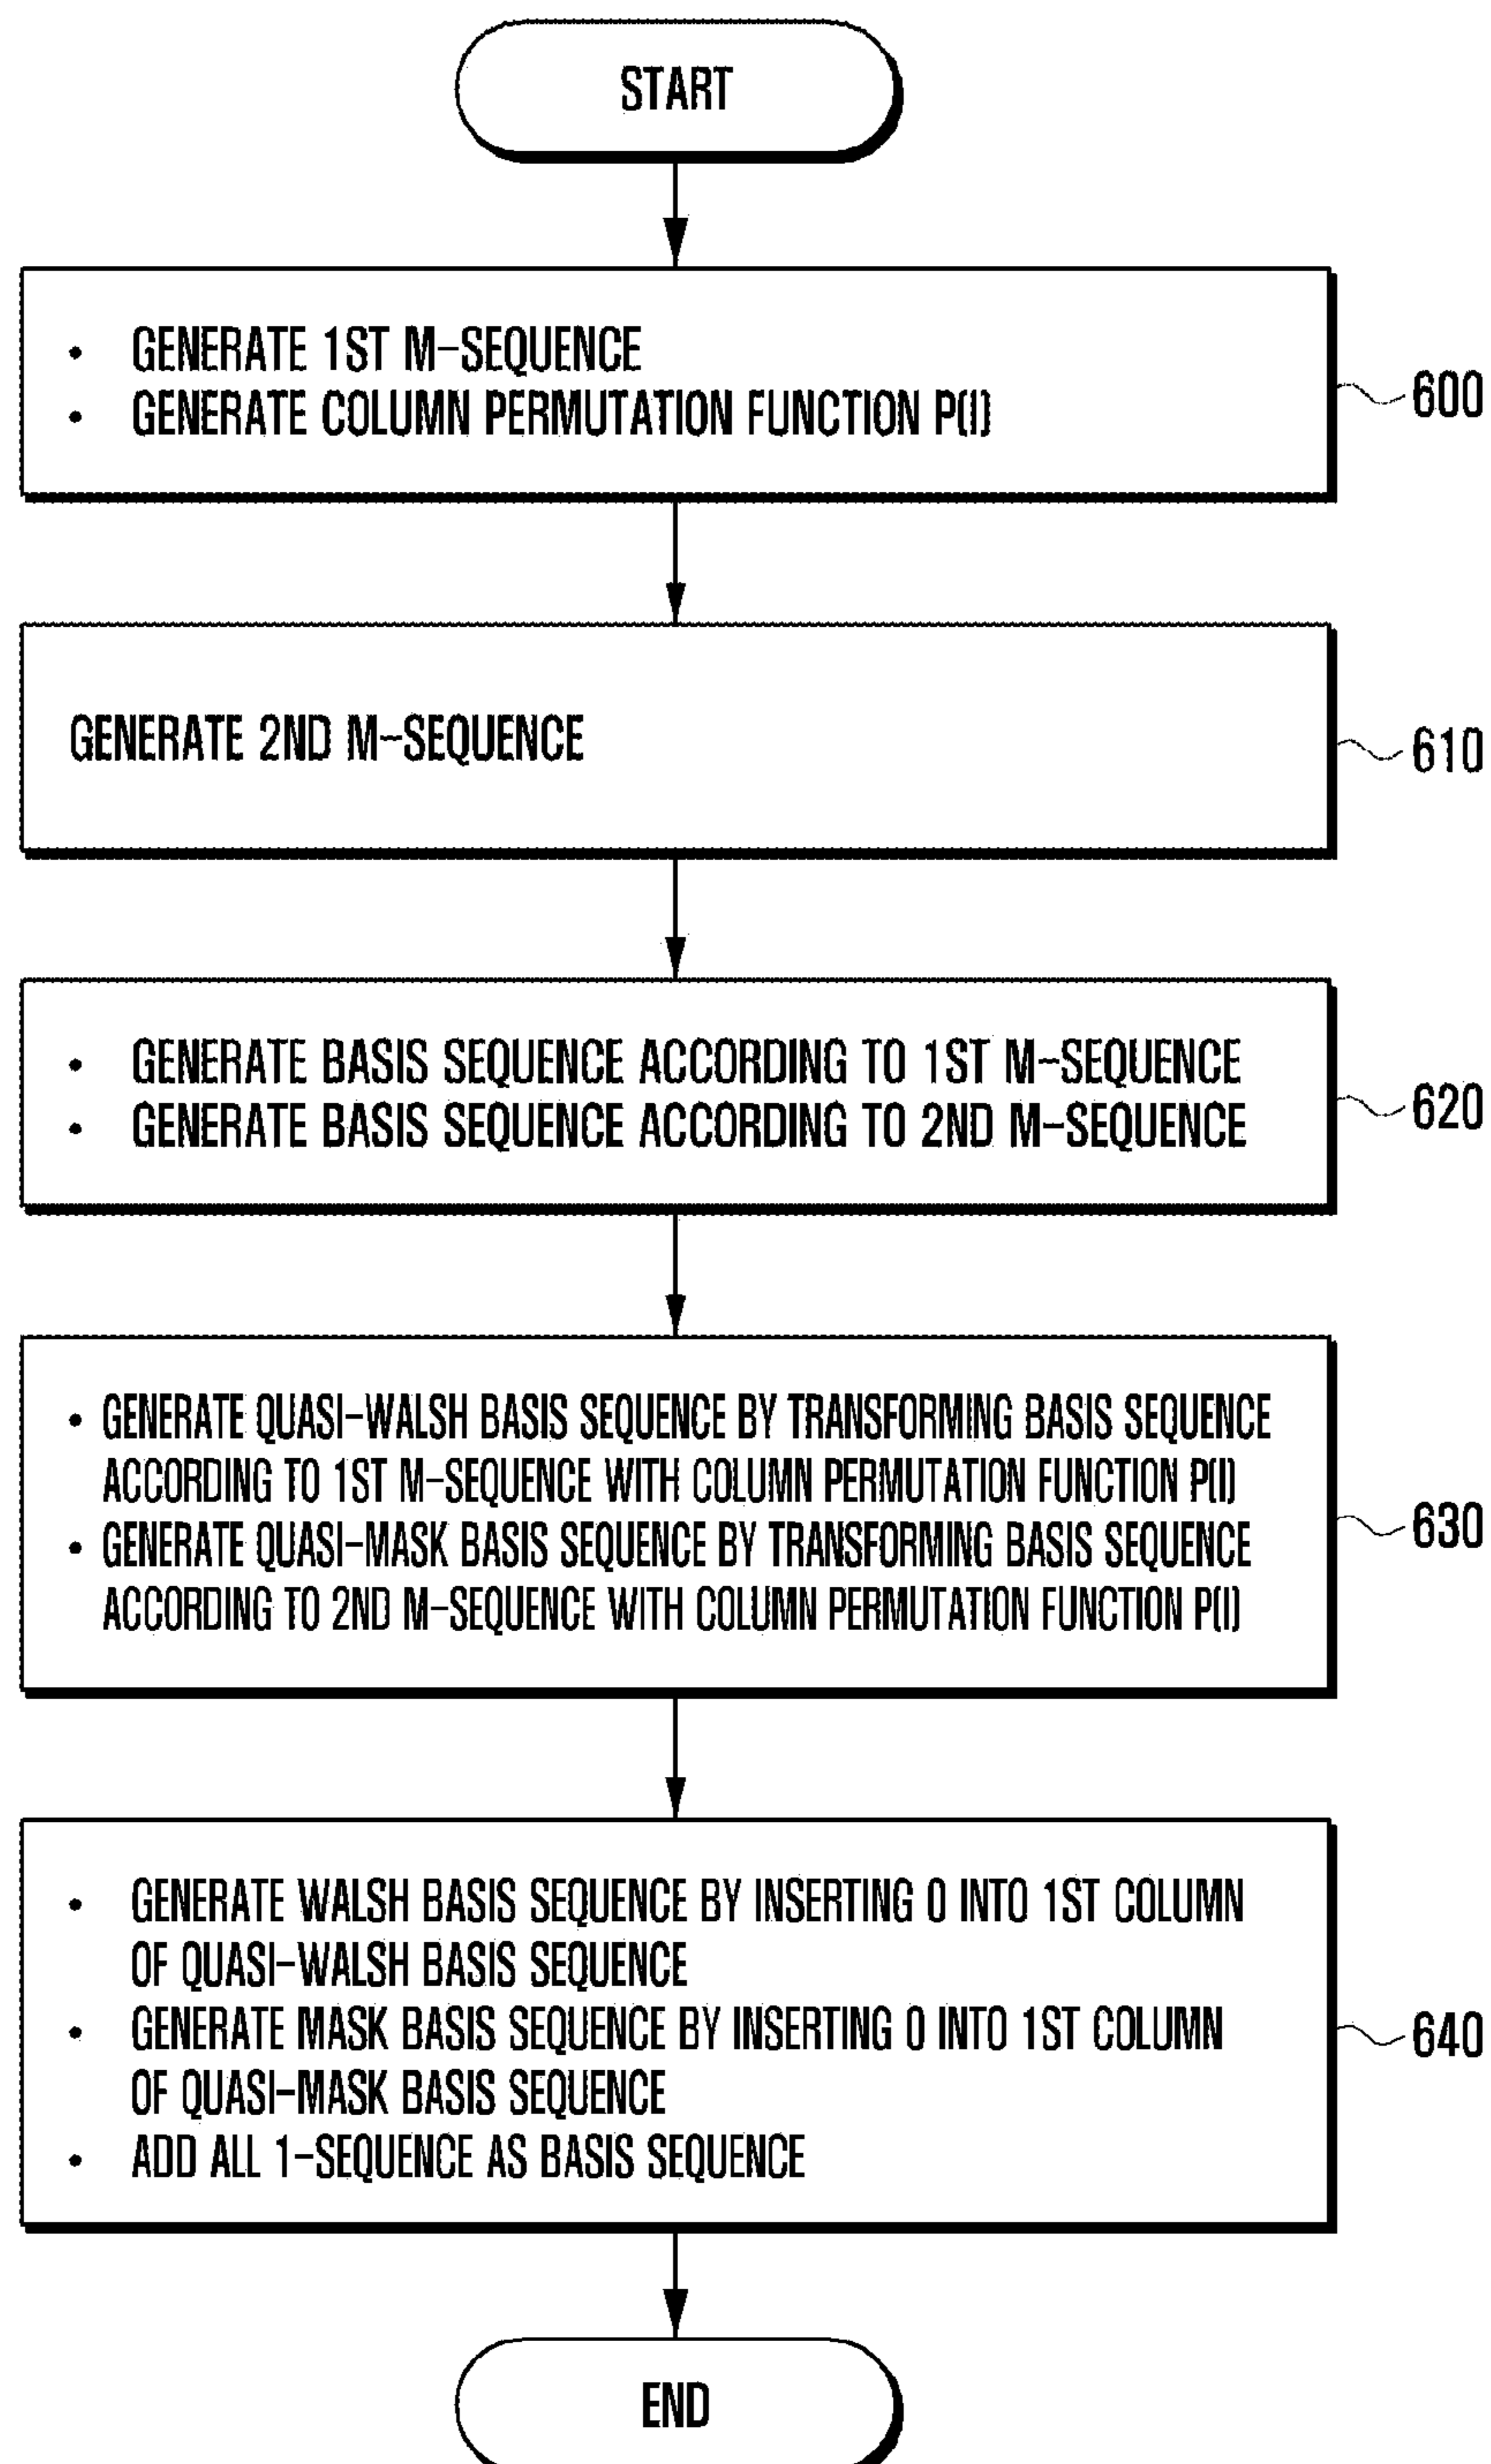 START
• GENERATE 1ST M-SEQUENCE
• GENERATE COLUMN PERMUTATION FUNCTION P(I)
600
GENERATE 2ND M-SEQUENCE
610
• GENERATE BASIS SEQUENCE ACCORDING TO 1ST M-SEQUENCE
• GENERATE BASIS SEQUENCE ACCORDING TO 2ND M-SEQUENCE
620
• GENERATE QUASI-WALSH BASIS SEQUENCE BY TRANSFORMING BASIS SEQUENCE
ACCORDING TO 1ST M-SEQUENCE WITH COLUMN PERMUTATION FUNCTION P(I)
• GENERATE QUASI-MASK BASIS SEQUENCE BY TRANSFORMING BASIS SEQUENCE
ACCORDING TO 2ND M-SEQUENCE WITH COLUMN PERMUTATION FUNCTION P(I)
630
• GENERATE WALSH BASIS SEQUENCE BY INSERTING 0 INTO 1ST COLUMN
OF QUASI-WALSH BASIS SEQUENCE
• GENERATE MASK BASIS SEQUENCE BY INSERTING 0 INTO 1ST COLUMN
OF QUASI-MASK BASIS SEQUENCE
• ADD ALL 1-SEQUENCE AS BASIS SEQUENCE
640
END